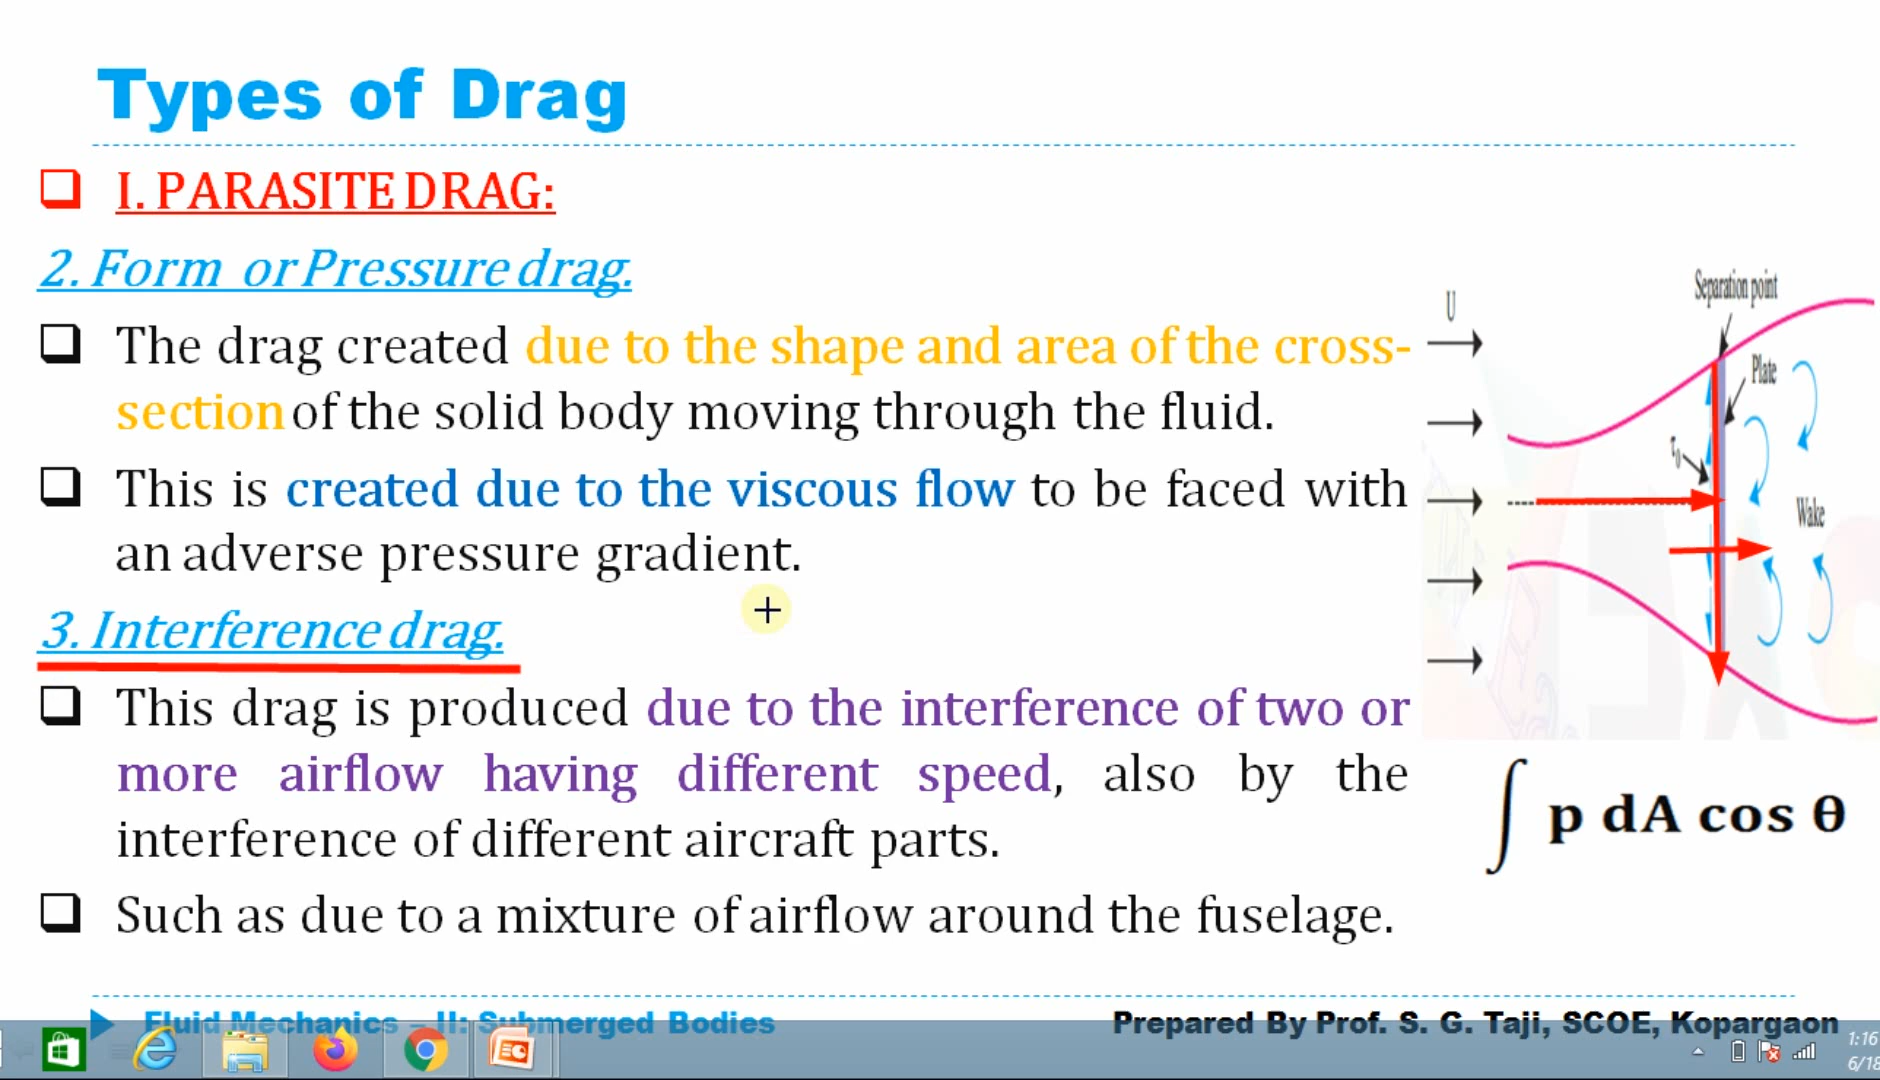 Types of Drag
I. PARASITE DRAG:
2. Form or Pressure drag.
The drag created due to the shape and area of the cross-
section of the solid body moving through the fluid.
This is created due to the viscous flow to be faced with
an adverse pressure gradient.
3. Interference drag.
This drag is produced due to the interference of two or
more airflow having different speed, also by the
interference of different aircraft parts.
Such as due to a mixture of airflow around the fuselage.
U
Separation point
Plate
τ0
Wake
∫ p dA cos θ
Fluid Mechanics – II: Submerged Bodies
Prepared By Prof. S. G. Taji, SCOE, Kopargaon
1:16
6/18